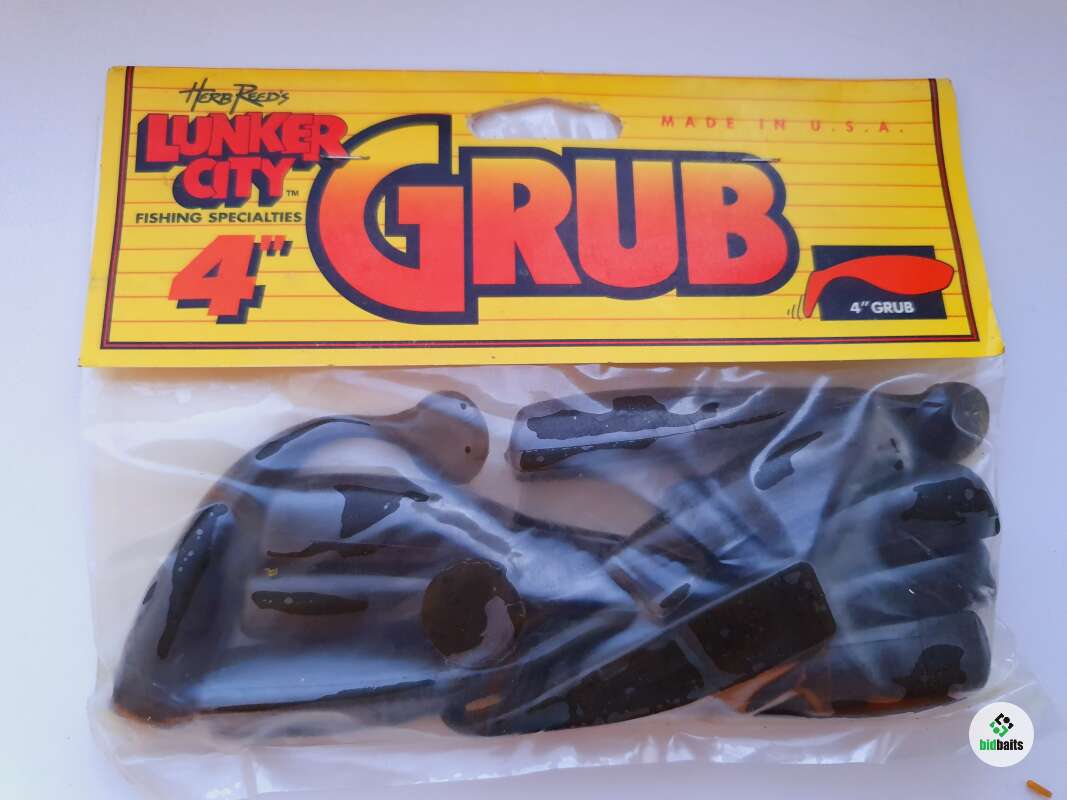 HERB REED'S
LUNKER
CITY™
FISHING SPECIALTIES
4"
GRUB
MADE IN U.S.A.
4" GRUB
bidbaits